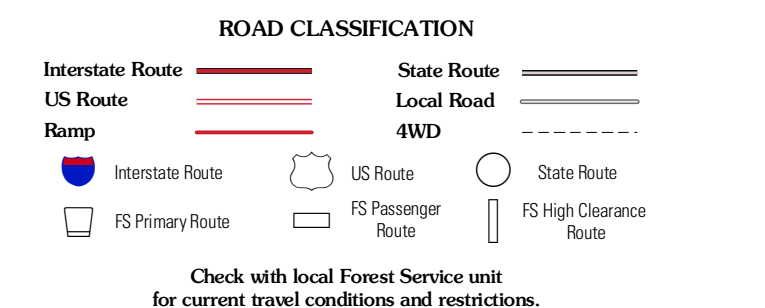 ROAD CLASSIFICATION
Interstate Route
State Route
US Route
Local Road
Ramp
4WD
Interstate Route
US Route
State Route
FS Primary Route
FS Passenger
Route
FS High Clearance
Route
Check with local Forest Service unit
for current travel conditions and restrictions.